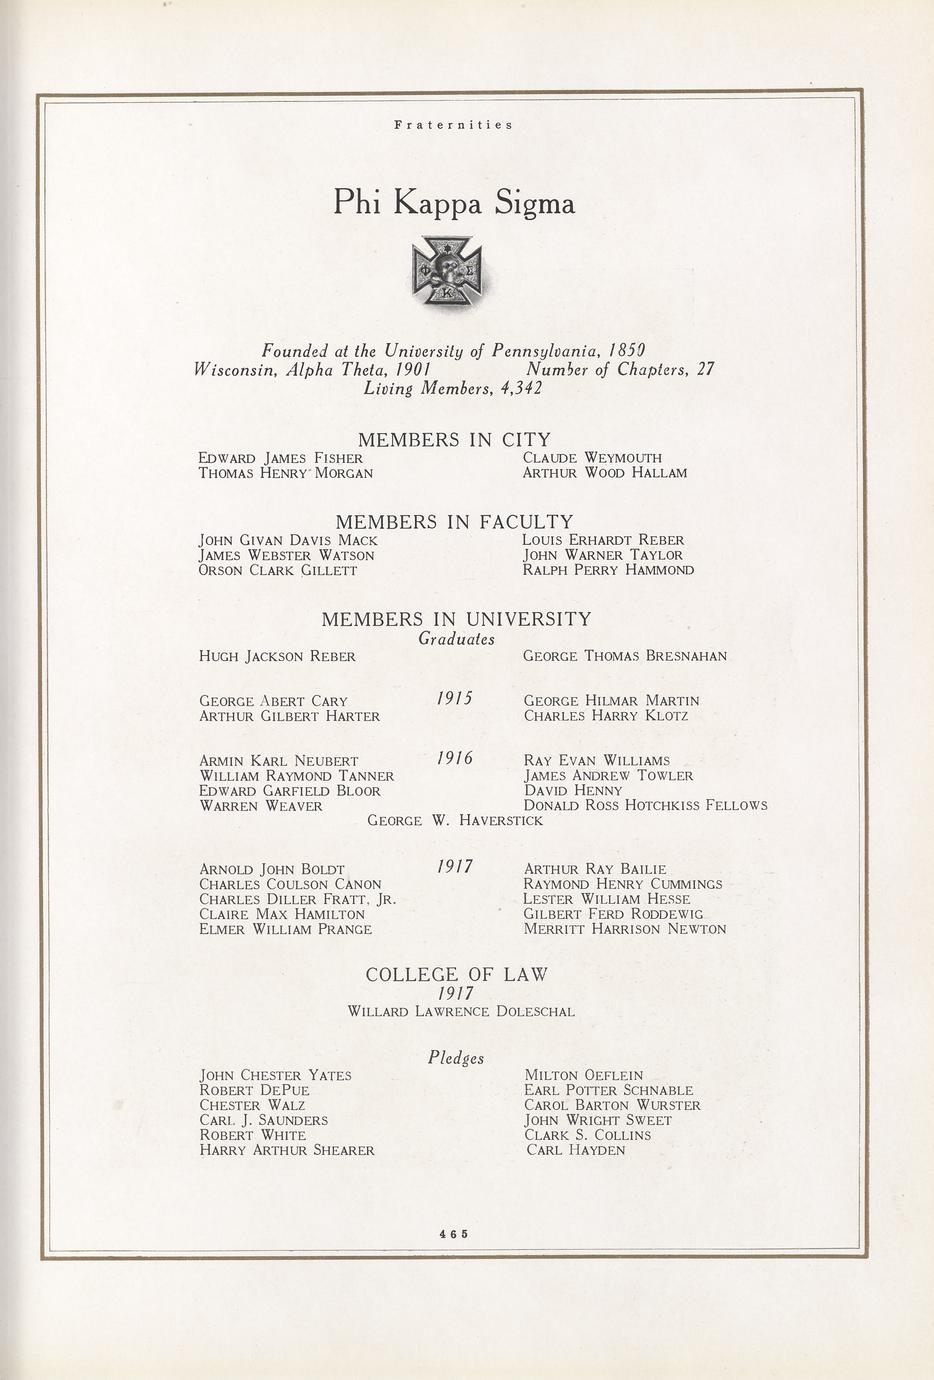 Fraternities
Phi Kappa Sigma
Φ Σ
K
Founded at the University of Pennsylvania, 1850
Wisconsin, Alpha Theta, 1901 Number of Chapters, 27
Living Members, 4,342
MEMBERS IN CITY
EDWARD JAMES FISHER CLAUDE WEYMOUTH
THOMAS HENRY MORGAN ARTHUR WOOD HALLAM
MEMBERS IN FACULTY
JOHN GIVAN DAVIS MACK LOUIS ERHARDT REBER
JAMES WEBSTER WATSON JOHN WARNER TAYLOR
ORSON CLARK GILLETT RALPH PERRY HAMMOND
MEMBERS IN UNIVERSITY
Graduates
HUGH JACKSON REBER GEORGE THOMAS BRESNAHAN
GEORGE ABERT CARY 1915 GEORGE HILMAR MARTIN
ARTHUR GILBERT HARTER CHARLES HARRY KLOTZ
ARMIN KARL NEUBERT 1916 RAY EVAN WILLIAMS
WILLIAM RAYMOND TANNER JAMES ANDREW TOWLER
EDWARD GARFIELD BLOOR DAVID HENNY
WARREN WEAVER DONALD ROSS HOTCHKISS FELLOWS
GEORGE W. HAVERSTICK
ARNOLD JOHN BOLDT 1917 ARTHUR RAY BAILIE
CHARLES COULSON CANON RAYMOND HENRY CUMMINGS
CHARLES DILLER FRATT, JR. LESTER WILLIAM HESSE
CLAIRE MAX HAMILTON GILBERT FERD RODDEWIG
ELMER WILLIAM PRANGE MERRITT HARRISON NEWTON
COLLEGE OF LAW
1917
WILLARD LAWRENCE DOLESCHAL
Pledges
JOHN CHESTER YATES MILTON OEFLEIN
ROBERT DEPUE EARL POTTER SCHNABLE
CHESTER WALZ CAROL BARTON WURSTER
CARL J. SAUNDERS JOHN WRIGHT SWEET
ROBERT WHITE CLARK S. COLLINS
HARRY ARTHUR SHEARER CARL HAYDEN
465